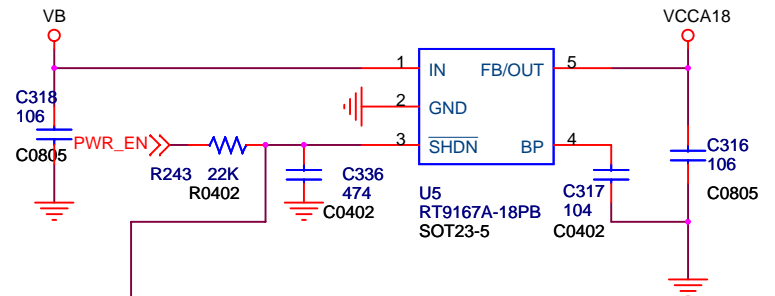 VB
VCCA18
1
IN
FB/OUT
5
C318
106
C0805
2
GND
PWR_EN
R243
22K
R0402
3
SHDN
BP
4
C336
474
C0402
U5
RT9167A-18PB
SOT23-5
C317
104
C0402
C316
106
C0805